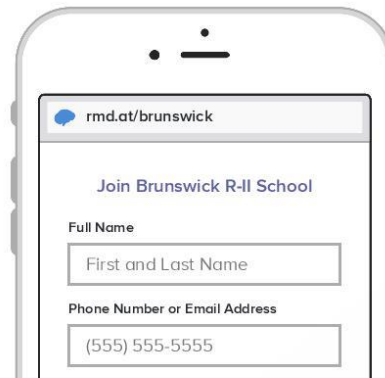 rmd.at/brunswick
Join Brunswick R-II School
Full Name
First and Last Name
Phone Number or Email Address
(555) 555-5555